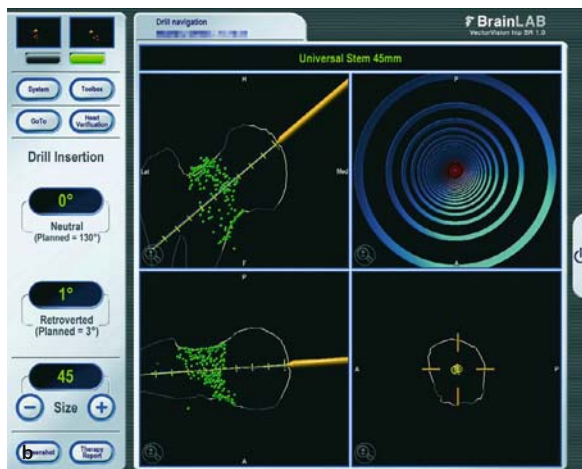 Drill navigation
BrainLAB
VectorVision hip SR 1.0
Universal Stem 45mm
System
Toolbox
GoTo
Head
Verification
Drill Insertion
0°
Neutral
(Planned = 130°)
1°
Retroverted
(Planned = 3°)
45
Size
b
Therapy
Report
H
Lat
Med
F
P
A
P
A
A
P